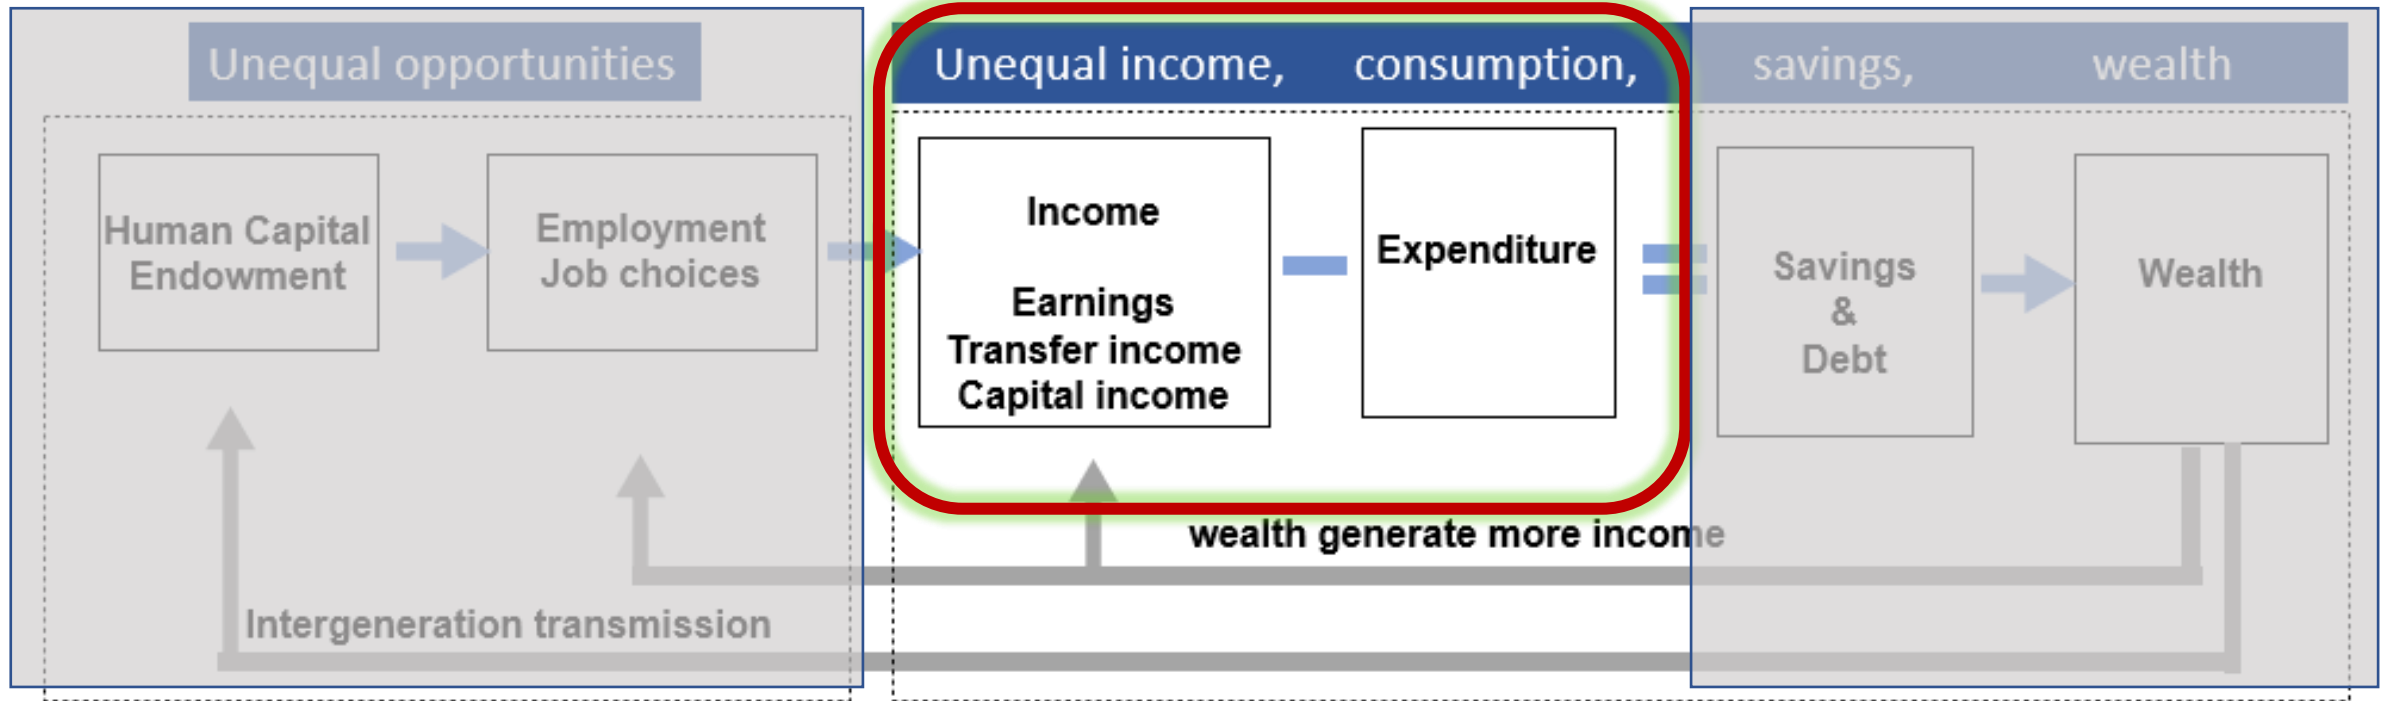 Unequal opportunities
Unequal income, consumption, savings, wealth
Human Capital
Endowment
Employment
Job choices
Income
Earnings
Transfer income
Capital income
Expenditure
Savings
&
Debt
Wealth
wealth generate more income
Intergeneration transmission